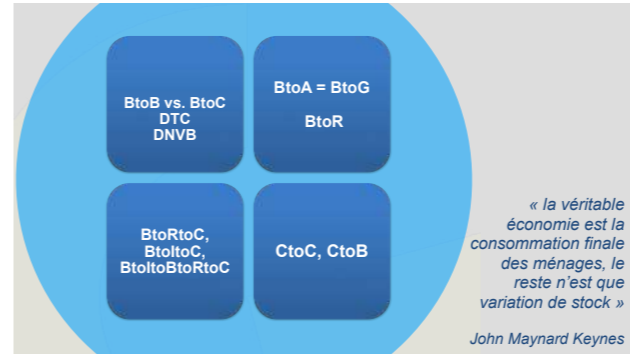 BtoB vs. BtoC
DTC
DNVB
BtoA = BtoG
BtoR
BtoRtoC,
BtoItoC,
BtoItoBtoRtoC
CtoC, CtoB
« la véritable
économie est la
consommation finale
des ménages, le
reste n’est que
variation de stock »
John Maynard Keynes